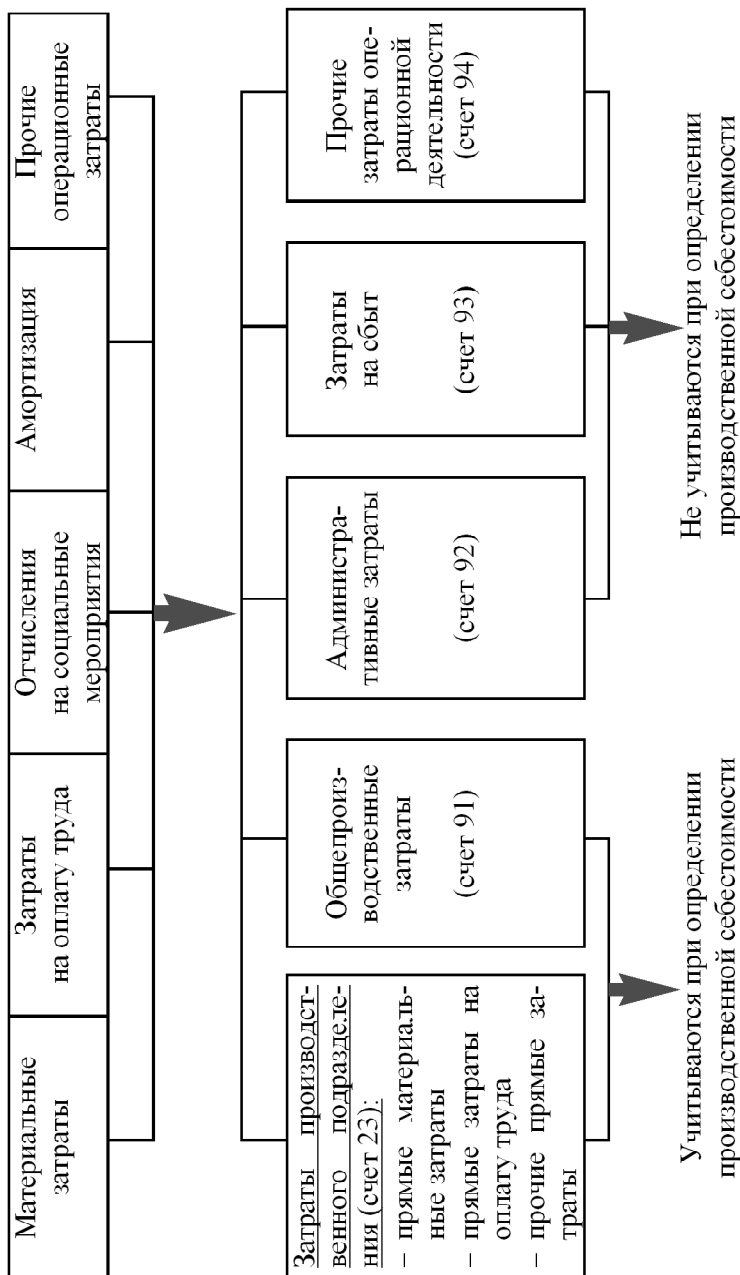 Материальные
затраты
Затраты
на оплату труда
Отчисления
на социальные
мероприятия
Амортизация
Прочие
операционные
затраты
Затраты производст-
венного подразделе-
ния (счет 23):
– прямые материаль-
ные затраты
– прямые затраты на
оплату труда
– прочие прямые за-
траты
Общепроиз-
водственные
затраты
(счет 91)
Администра-
тивные затраты
(счет 92)
Затраты
на сбыт
(счет 93)
Прочие
затраты опе-
рационной
деятельности
(счет 94)
Учитываются при определении
производственной себестоимости
Не учитываются при определении
производственной себестоимости